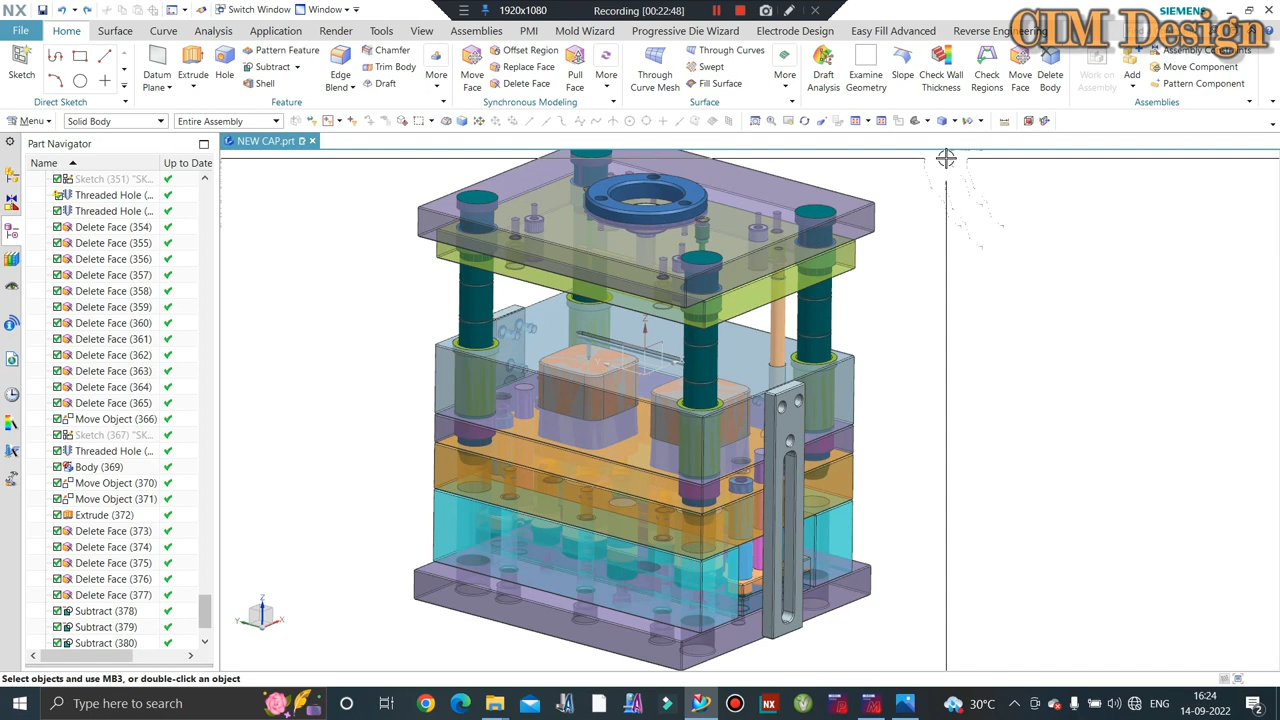 NX
Switch Window
Window
1920x1080
Recording [00:22:48]
SIEMENS
CIM Design
File
Home
Surface
Curve
Analysis
Application
Render
Tools
View
Assemblies
PMI
Mold Wizard
Progressive Die Wizard
Electrode Design
Easy Fill Advanced
Reverse Engineering
Sketch
Direct Sketch
Datum Plane
Extrude
Hole
Pattern Feature
Subtract
Shell
Edge Blend
Chamfer
Trim Body
Draft
More
Feature
Move Face
Offset Region
Replace Face
Delete Face
Pull Face
More
Synchronous Modeling
Through Curve Mesh
Through Curves
Swept
Fill Surface
More
Surface
Draft Analysis
Examine Geometry
Slope
Check Wall Thickness
Check Regions
Move Face
Delete Body
Work on Assembly
Add
Assembly Constraints
Move Component
Pattern Component
Assemblies
Menu
Solid Body
Entire Assembly
Part Navigator
NEW CAP.prt
Name
Up to Date
Sketch (351) "SK...
Threaded Hole (...
Threaded Hole (...
Delete Face (354)
Delete Face (355)
Delete Face (356)
Delete Face (357)
Delete Face (358)
Delete Face (359)
Delete Face (360)
Delete Face (361)
Delete Face (362)
Delete Face (363)
Delete Face (364)
Delete Face (365)
Move Object (366)
Sketch (367) "SK...
Threaded Hole (...
Body (369)
Move Object (370)
Move Object (371)
Extrude (372)
Delete Face (373)
Delete Face (374)
Delete Face (375)
Delete Face (376)
Delete Face (377)
Subtract (378)
Subtract (379)
Subtract (380)
Z
Z
Y
X
Select objects and use MB3, or double-click an object
Type here to search
30°C
ENG
16:24
14-09-2022
2